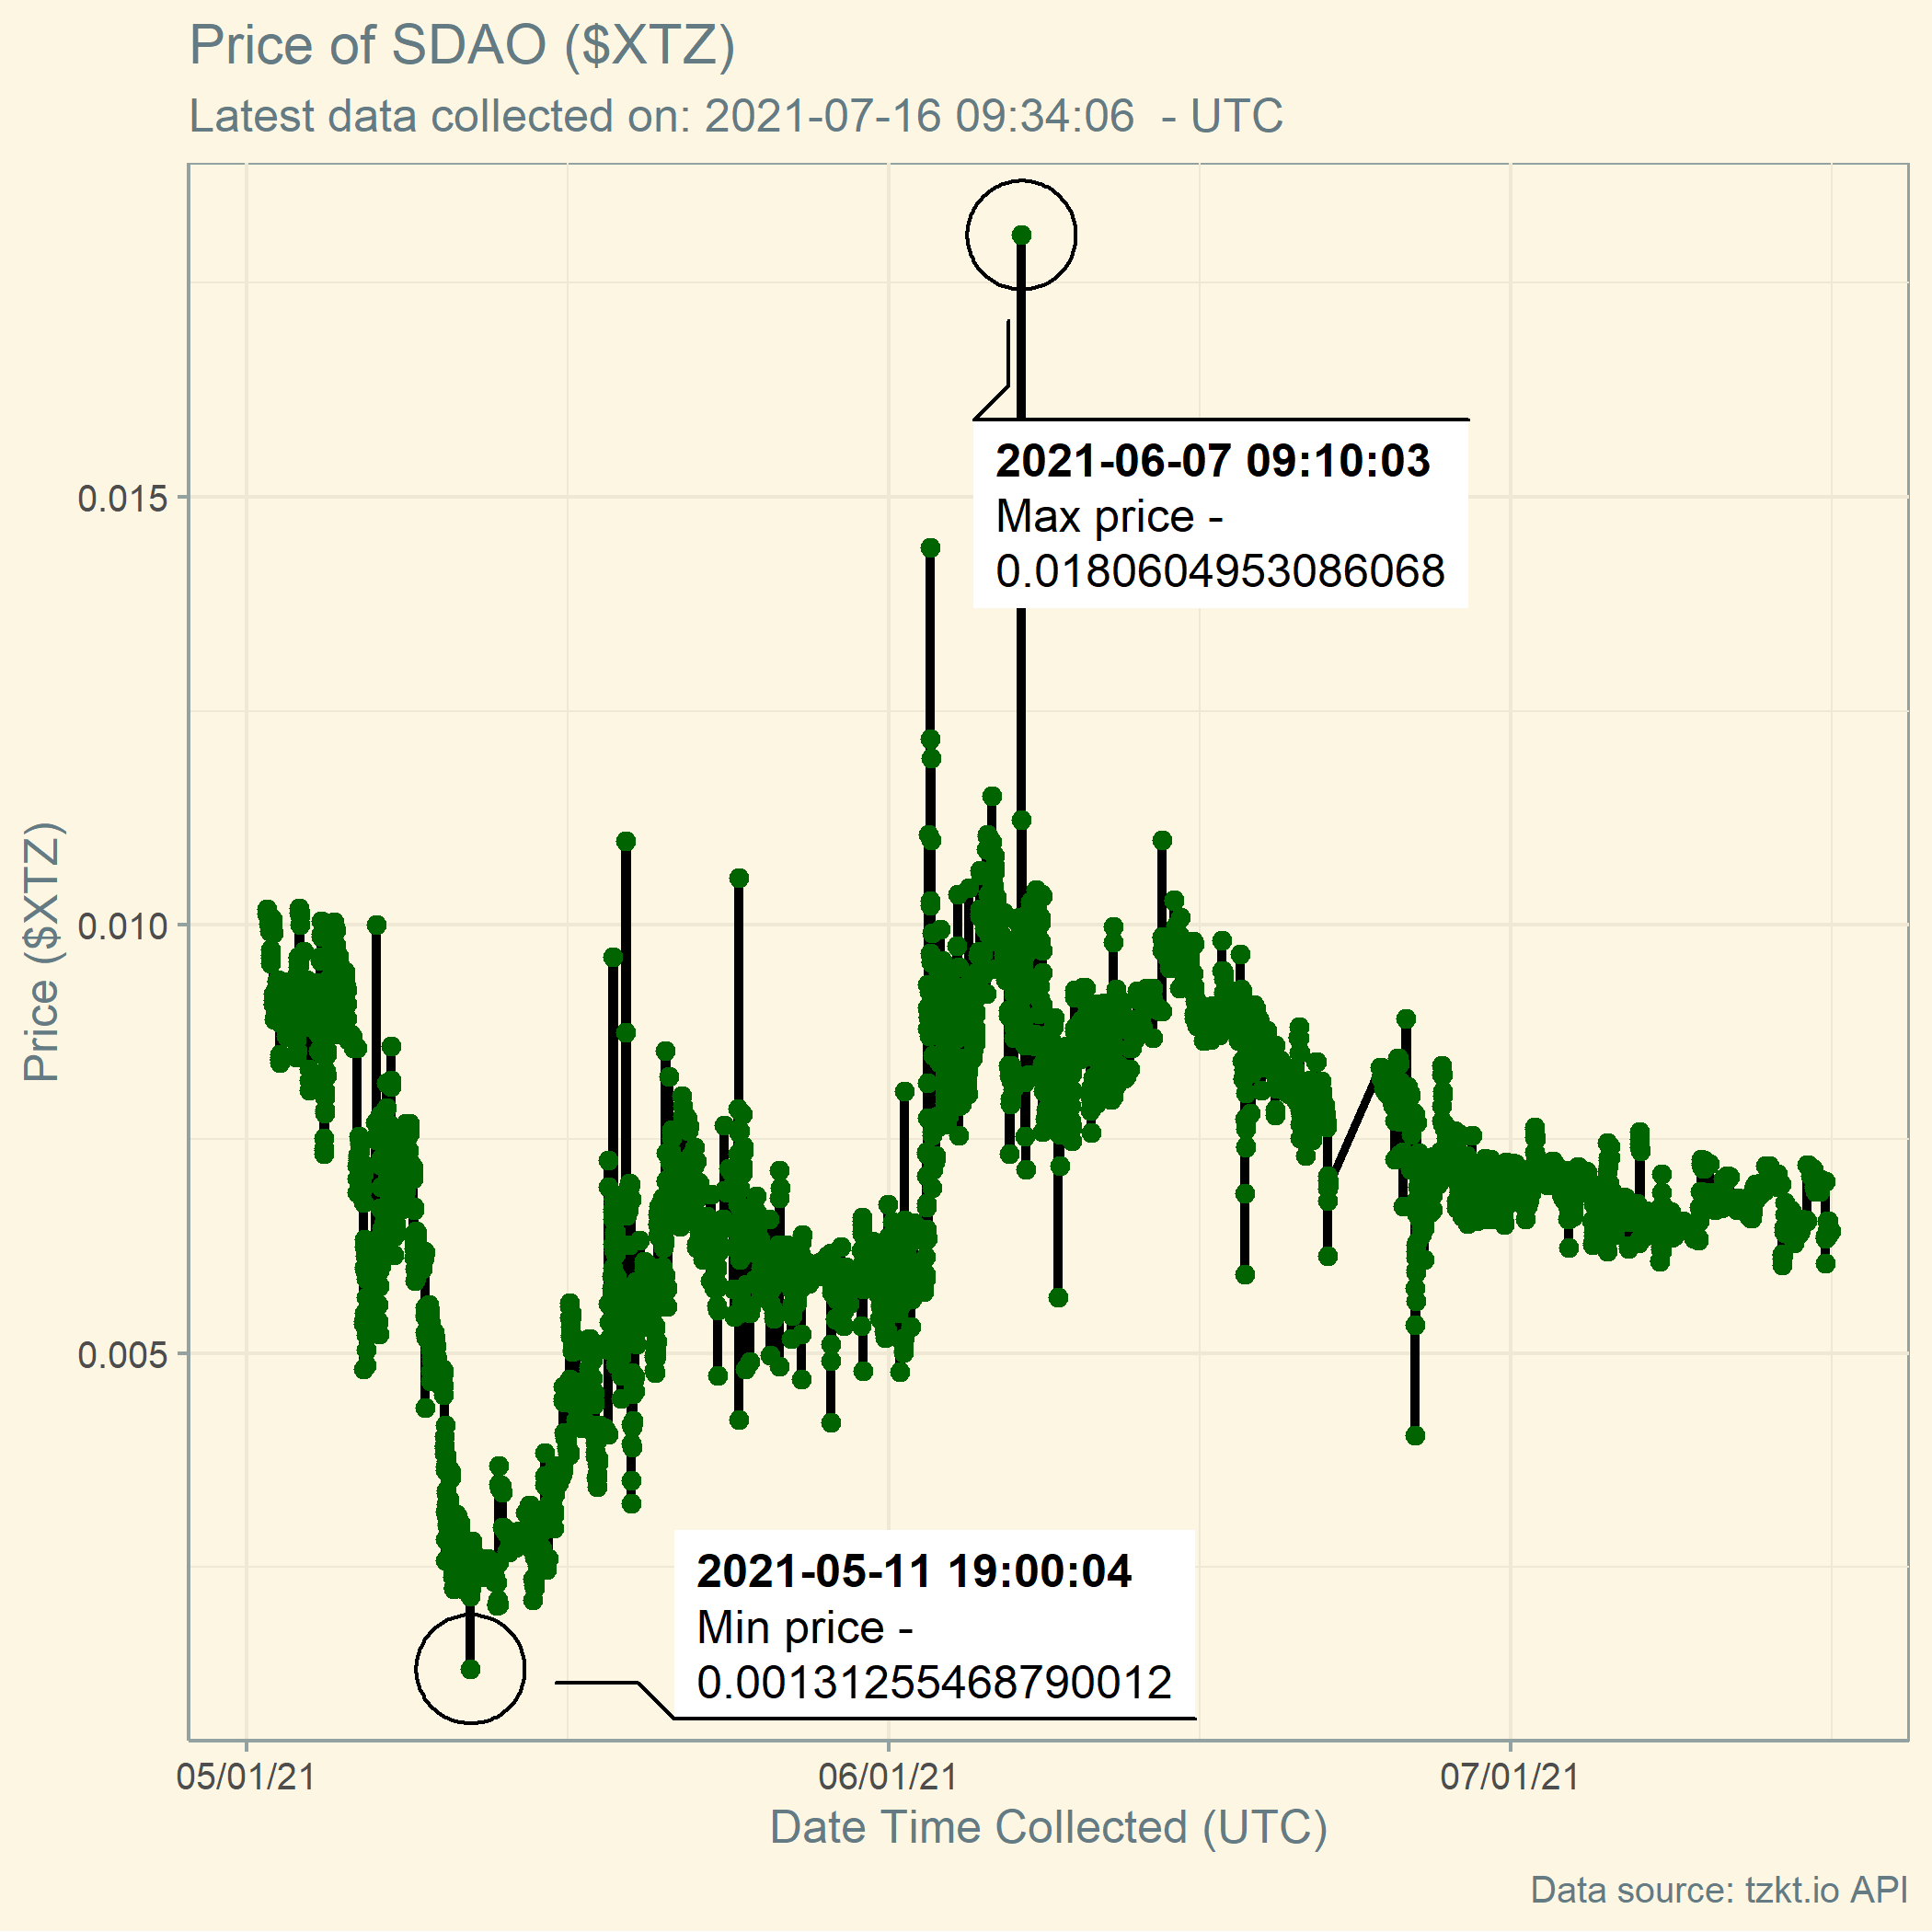 Price of SDAO ($XTZ)
Latest data collected on: 2021-07-16 09:34:06  - UTC
2021-06-07 09:10:03
Max price -
0.0180604953086068
0.015
0.010
Price ($XTZ)
0.005
2021-05-11 19:00:04
Min price -
0.00131255468790012
05/01/21
06/01/21
07/01/21
Date Time Collected (UTC)
Data source: tzkt.io API